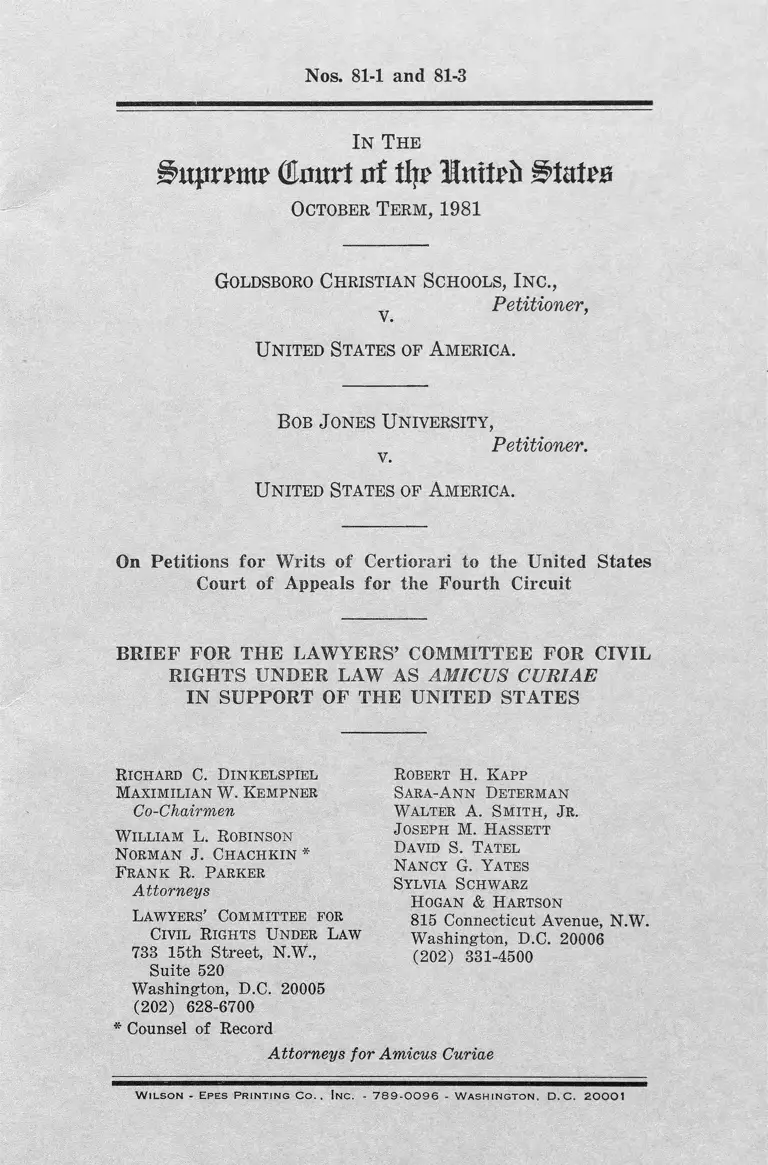 Nos. 81-1 and 81-3
IN THE
Supreme Court of the United States
OCTOBER TERM, 1981
GOLDSBORO CHRISTIAN SCHOOLS, INC.,
Petitioner,
v.
UNITED STATES OF AMERICA.
BOB JONES UNIVERSITY,
Petitioner.
v.
UNITED STATES OF AMERICA.
On Petitions for Writs of Certiorari to the United States
Court of Appeals for the Fourth Circuit
BRIEF FOR THE LAWYERS' COMMITTEE FOR CIVIL
RIGHTS UNDER LAW AS AMICUS CURIAE
IN SUPPORT OF THE UNITED STATES
RICHARD C. DINKELSPIEL
MAXIMILIAN W. KEMPNER
Co-Chairmen
WILLIAM L. ROBINSON
NORMAN J. CHACHKIN *
FRANK R. PARKER
Attorneys
LAWYERS' COMMITTEE FOR
CIVIL RIGHTS UNDER LAW
733 15th Street, N.W.,
Suite 520
Washington, D.C. 20005
(202) 628-6700
* Counsel of Record
ROBERT H. KAPP
SARA-ANN DETERMAN
WALTER A. SMITH, JR.
JOSEPH M. HASSETT
DAVID S. TATEL
NANCY G. YATES
SYLVIA SCHWARZ
HOGAN & HARTSON
815 Connecticut Avenue, N.W.
Washington, D.C. 20006
(202) 331-4500
Attorneys for Amicus Curiae
WILSON - EPES PRINTING CO., INC. - 789-0096 - WASHINGTON, D.C. 20001